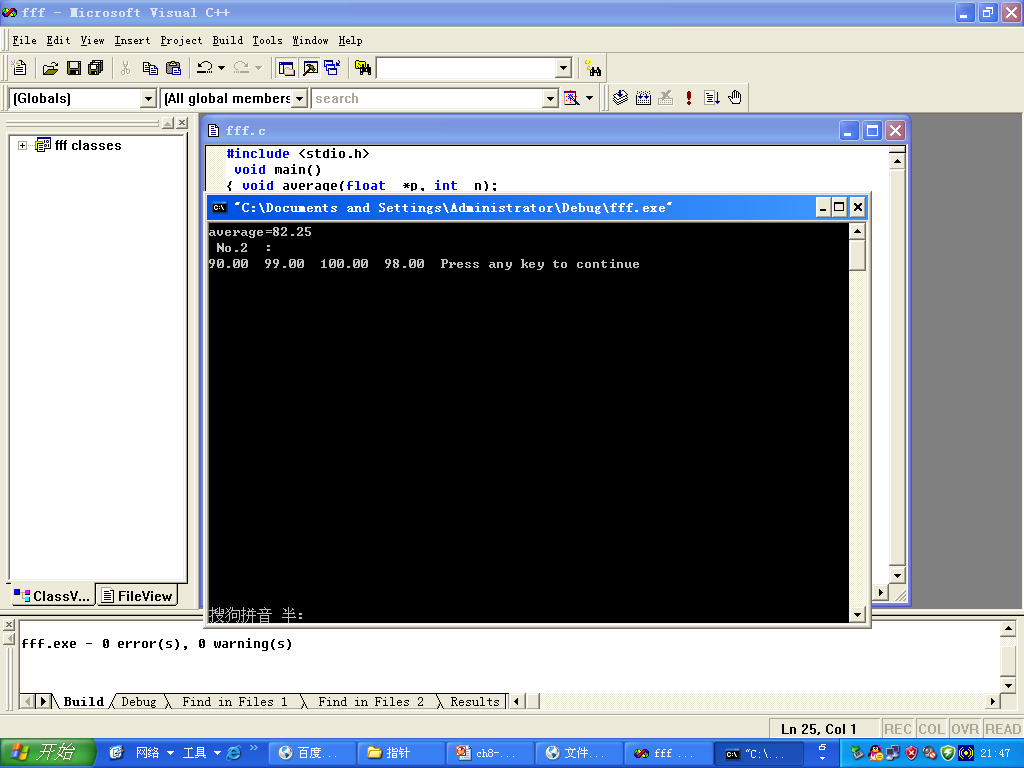 fff - Microsoft Visual C++
File Edit View Insert Project Build Tools Window Help
(Globals) (All global members search
fff classes
fff.c
#include <stdio.h>
void main()
{ void average(float *p, int n);
"C:\Documents and Settings\Administrator\Debug\fff.exe"
average=82.25
No.2 :
90.00 99.00 100.00 98.00 Press any key to continue
搜狗拼音 半:
ClassV... FileView
fff.exe - 0 error(s), 0 warning(s)
Build Debug Find in Files 1 Find in Files 2 Results
Ln 25, Col 1 REC COL OVR READ
开始 网络 工具 » 百度... 指针 ch8-... 文件... fff ... "C:\... 5 21:47